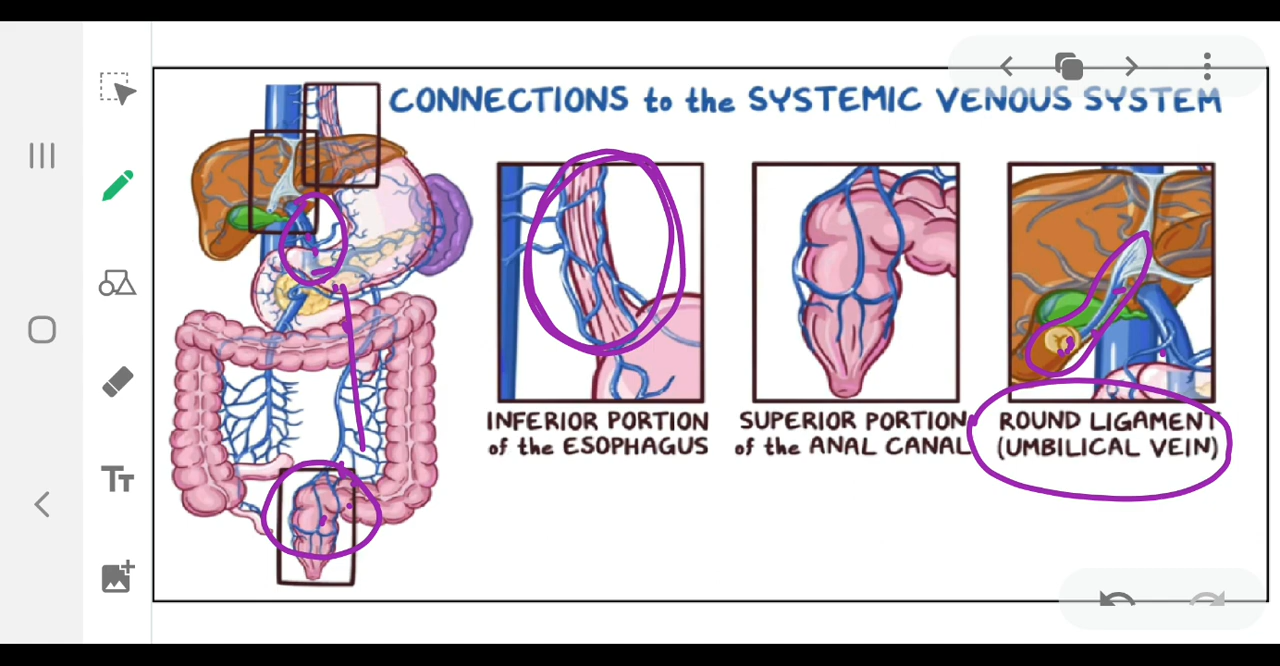 CONNECTIONS to the SYSTEMIC VENOUS SYSTEM
INFERIOR PORTION
of the ESOPHAGUS
SUPERIOR PORTION
of the ANAL CANAL
ROUND LIGAMENT
(UMBILICAL VEIN)
TT